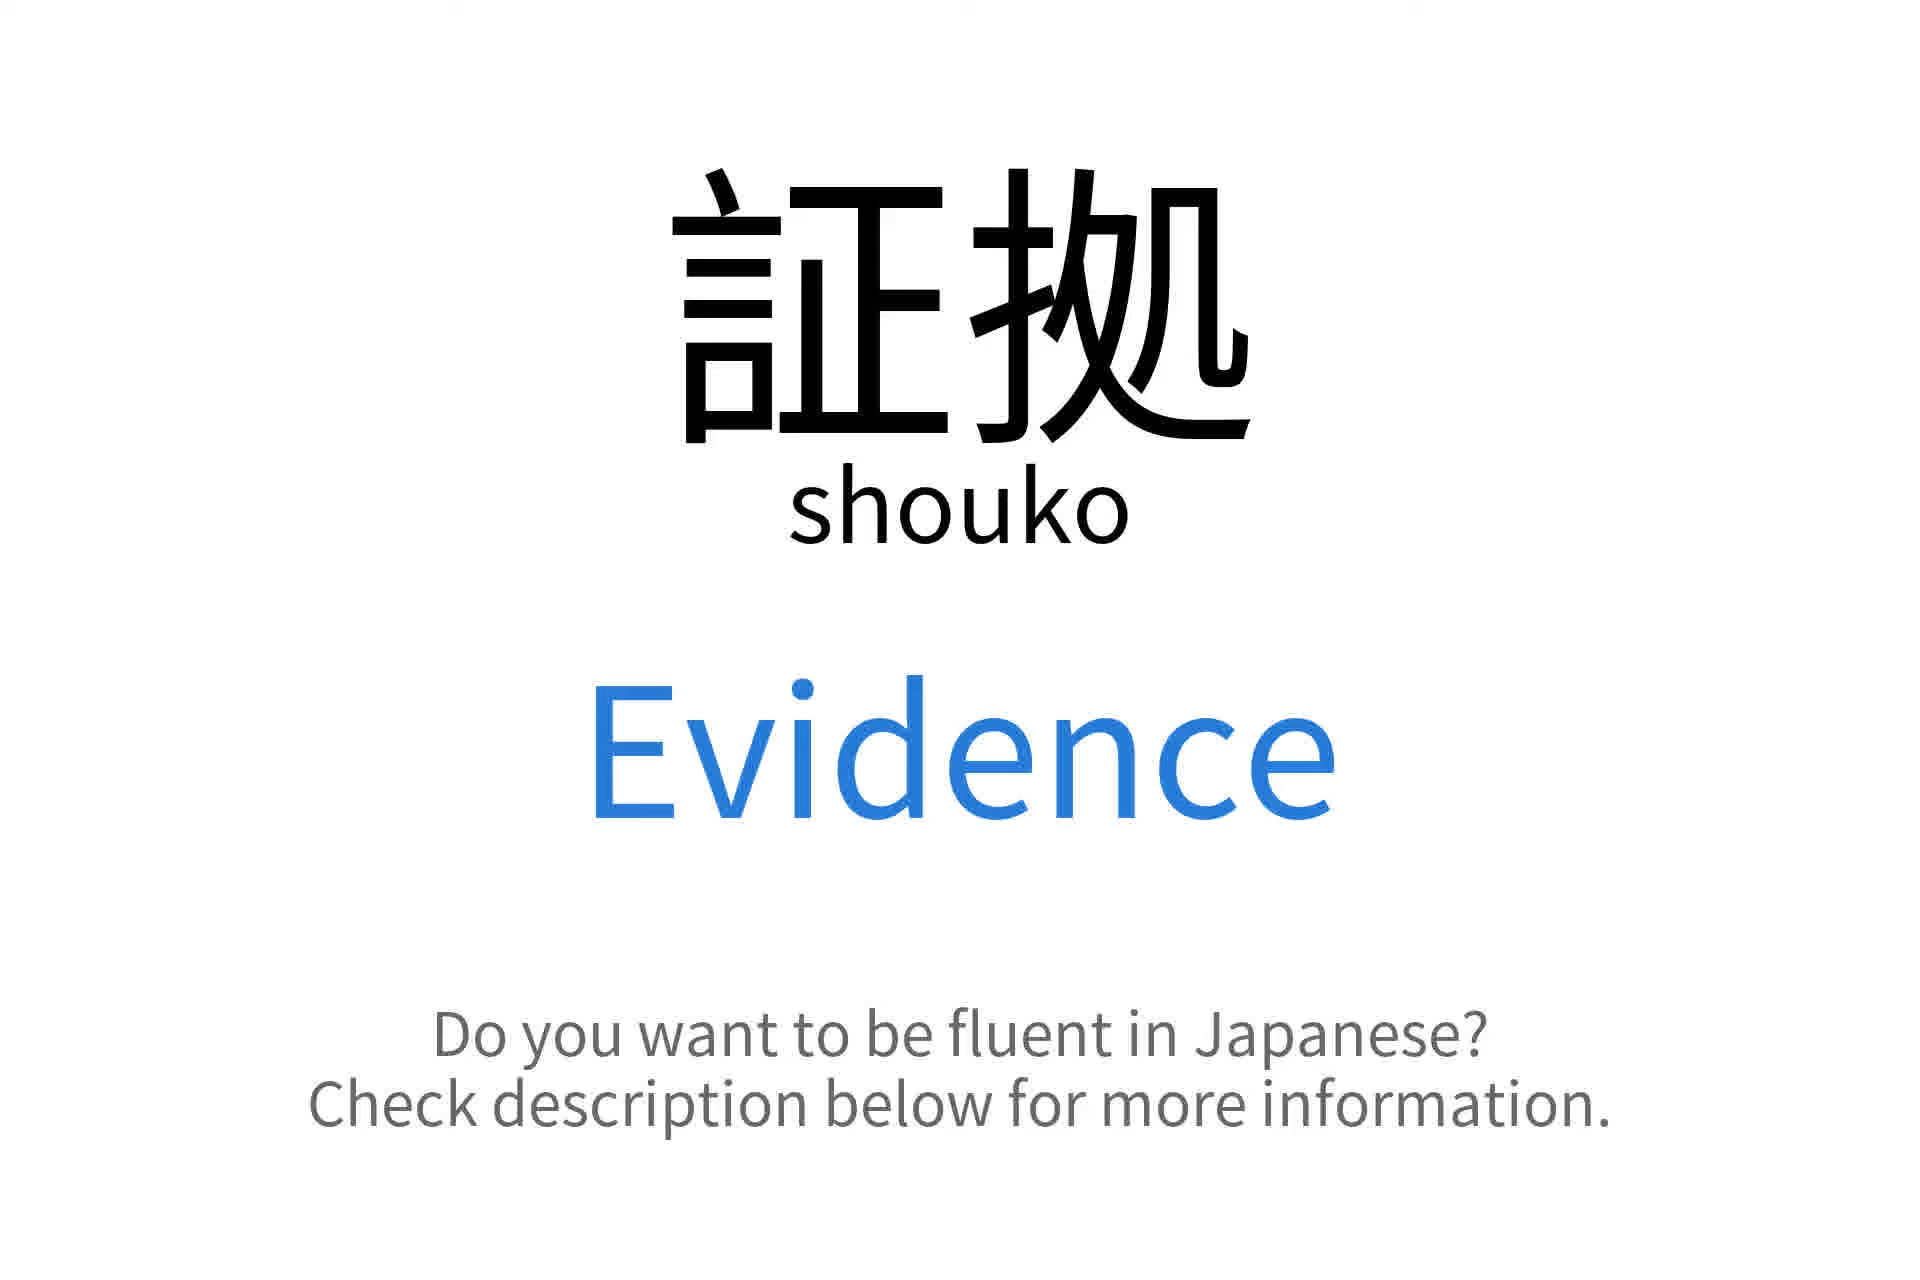 証拠
shouko
Evidence
Do you want to be fluent in Japanese?
Check description below for more information.